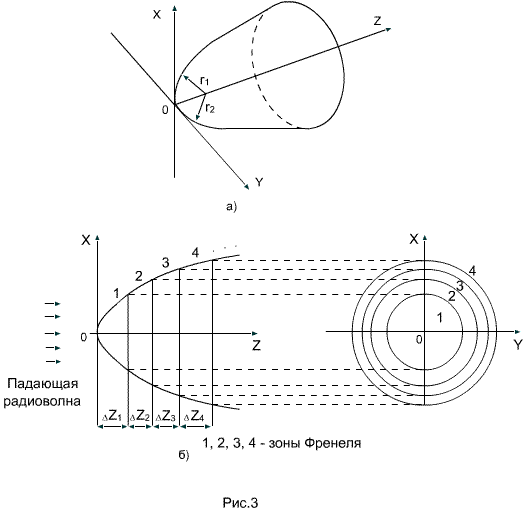 X
Z
r1
r2
0
Y
а)
X
X
1
2
3
4
. . . .
4
3
2
1
0
Z
0
Y
Падающая
радиоволна
ΔZ1 ΔZ2 ΔZ3 ΔZ4
1, 2, 3, 4 - зоны Френеля
б)
Рис.3